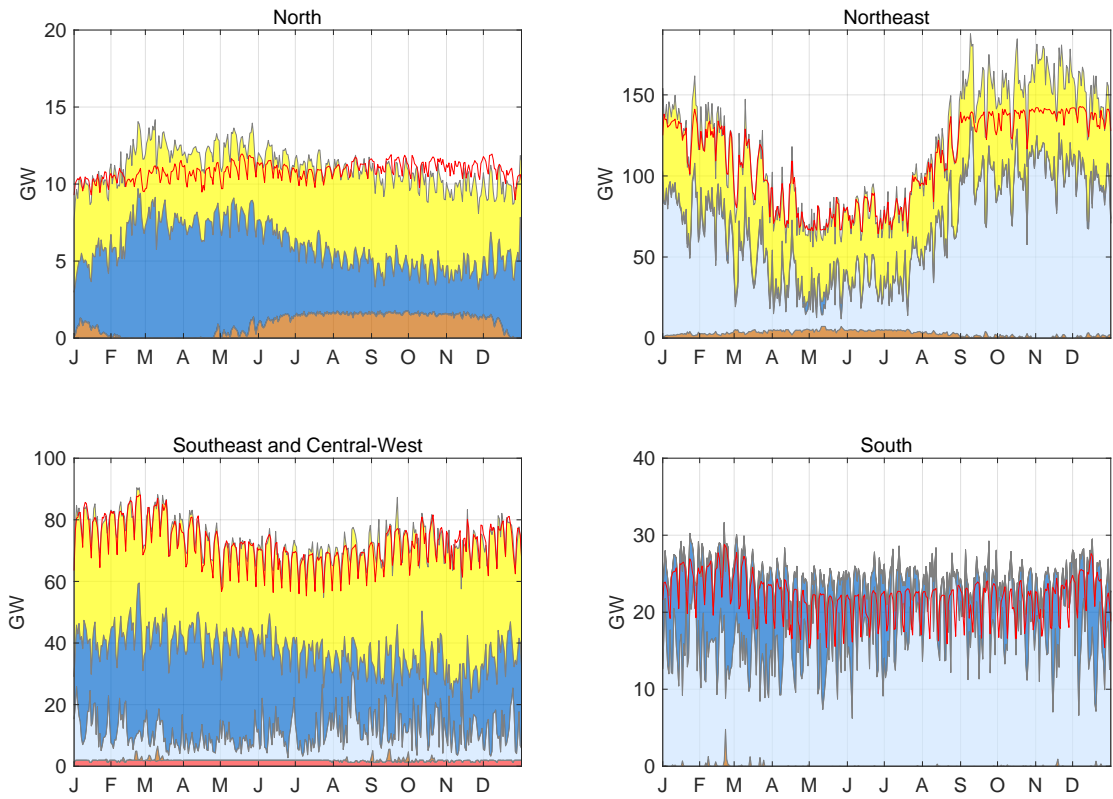 North
20
15
10
5
0
GW
J F M A M J J A S O N D
Northeast
150
100
50
0
GW
J F M A M J J A S O N D
Southeast and Central-West
100
80
60
40
20
0
GW
J F M A M J J A S O N D
South
40
30
20
10
0
GW
J F M A M J J A S O N D